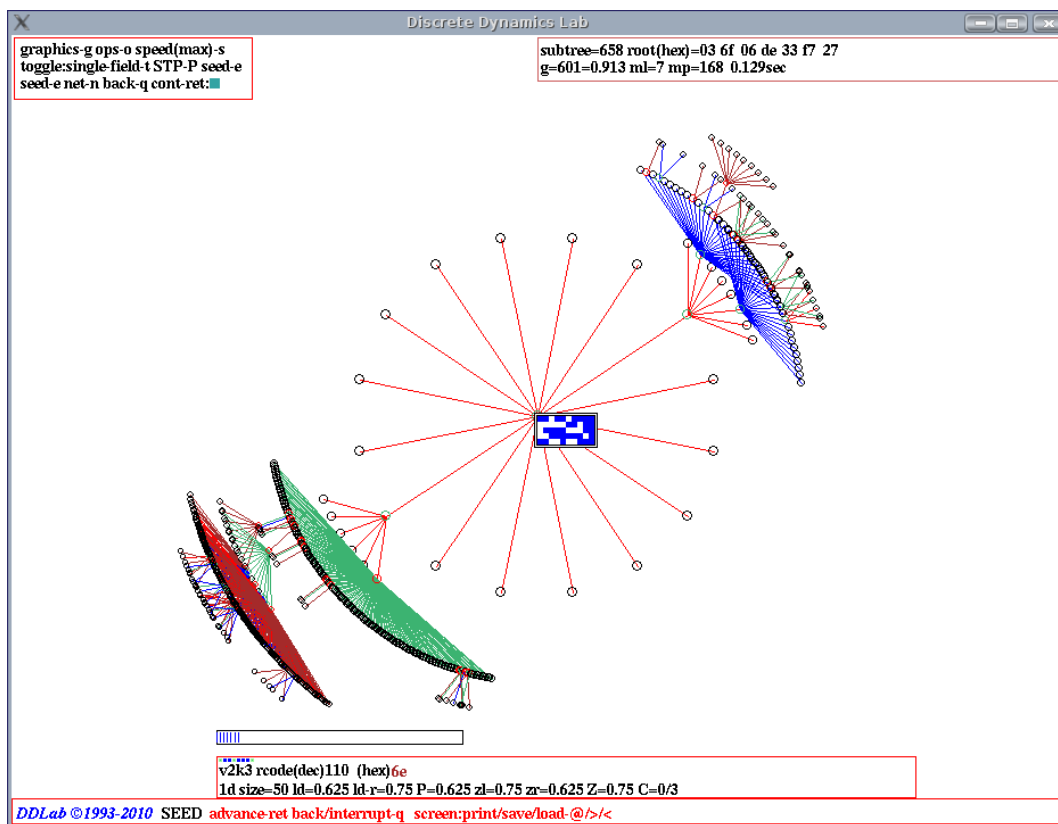 Discrete Dynamics Lab
graphics-g ops-o speed(max)-s
toggle:single-field-t STP-P seed-e
seed-e net-n back-q cont-ret:
subtree=658 root(hex)=03 6f 06 de 33 f7 27
g=601=0.913 ml=7 mp=168 0.129sec
v2k3 rcode(dec)110 (hex)6e
1d size=50 ld=0.625 ld-r=0.75 P=0.625 zl=0.75 zr=0.625 Z=0.75 C=0/3
DDLab ©1993-2010 SEED advance-ret back/interrupt-q screen:print/save/load-@/>/<